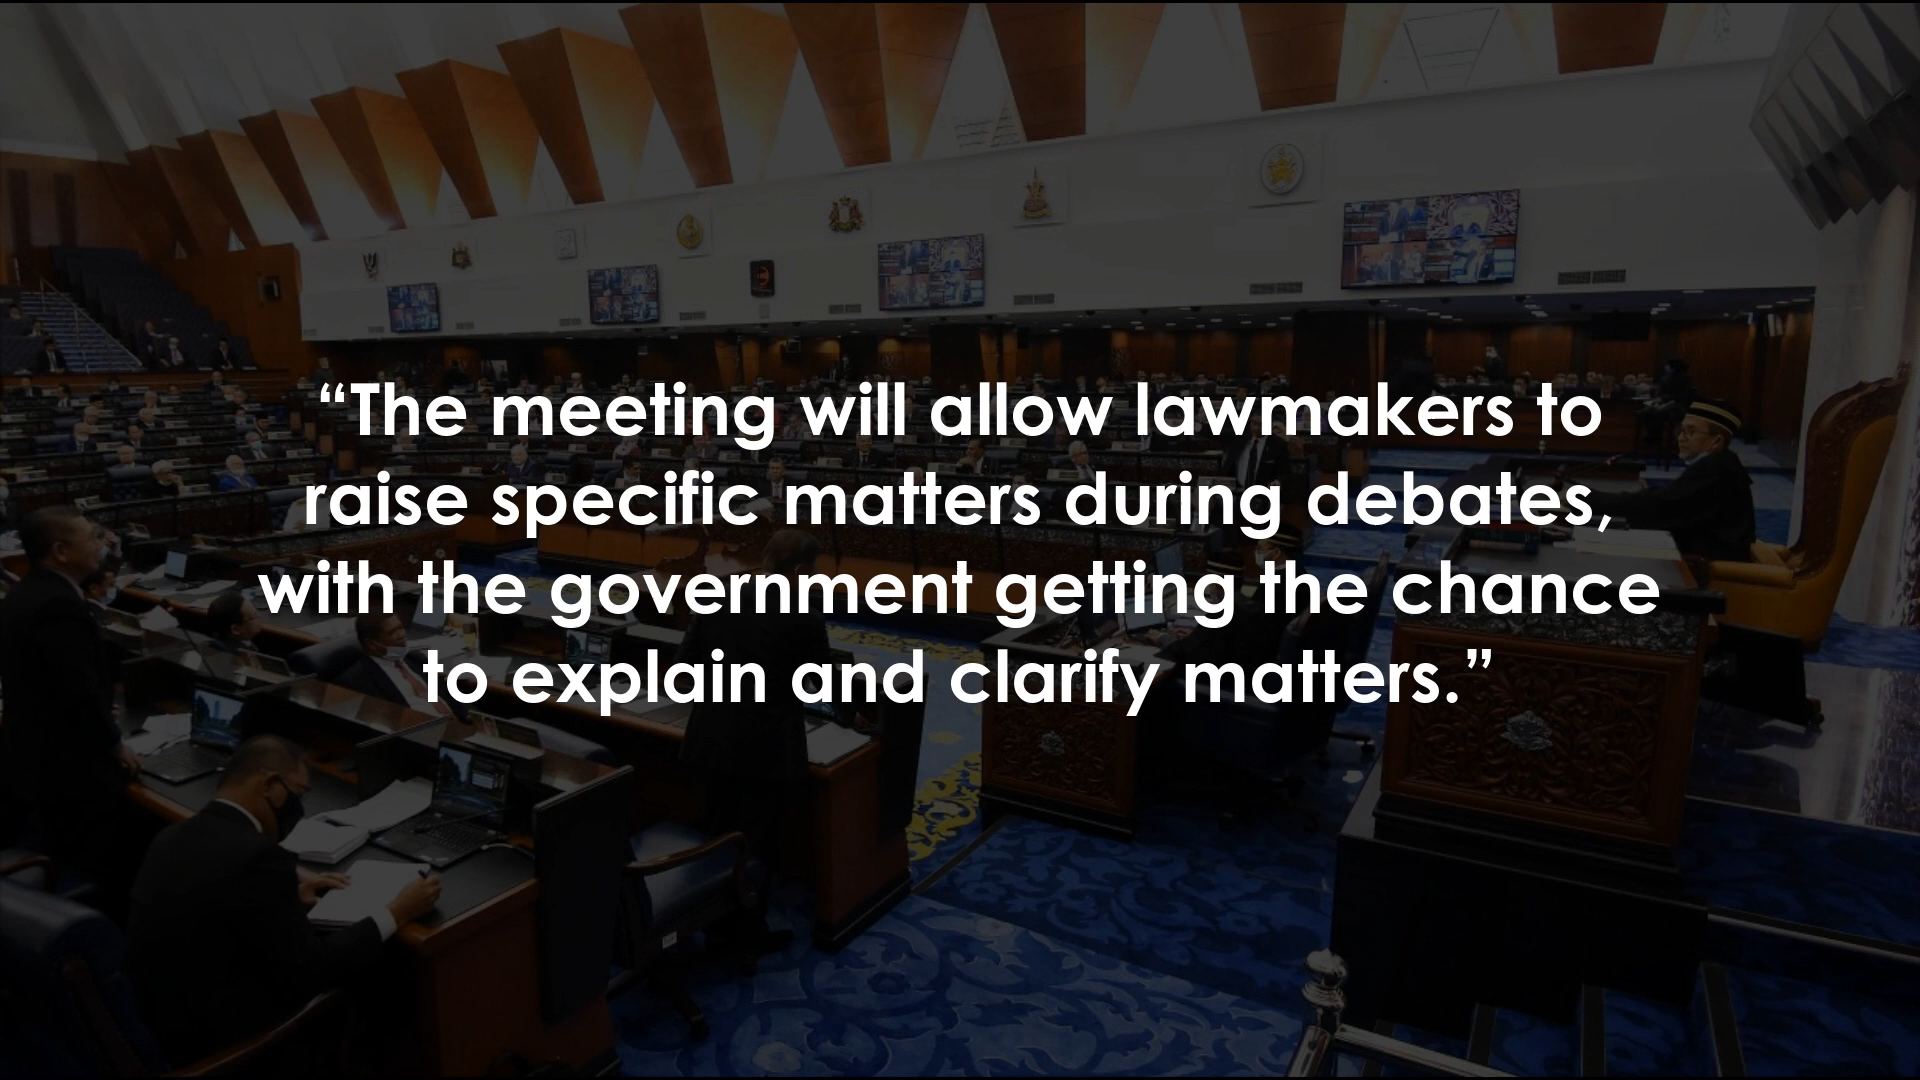 “The meeting will allow lawmakers to
raise specific matters during debates,
with the government getting the chance
to explain and clarify matters.”